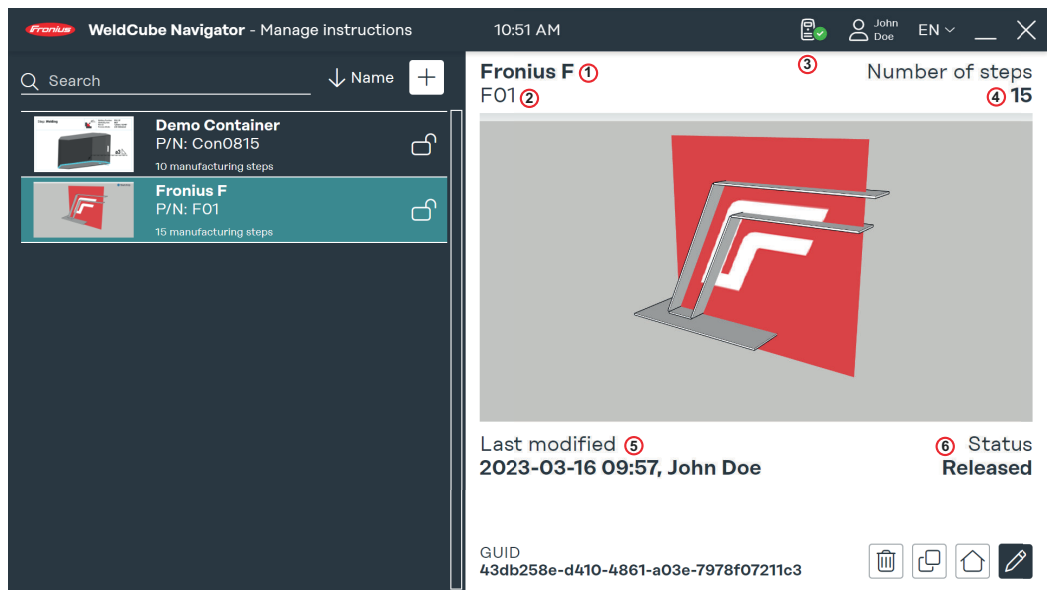 Fronius WeldCube Navigator - Manage instructions 10:51 AM John Doe EN
Search Name
Demo Container
P/N: Con0815
10 manufacturing steps
Fronius F
P/N: F01
15 manufacturing steps
3
Fronius F 1 Number of steps
F01 2 4 15
Last modified 5 6 Status
2023-03-16 09:57, John Doe Released
GUID
43db258e-d410-4861-a03e-7978f07211c3